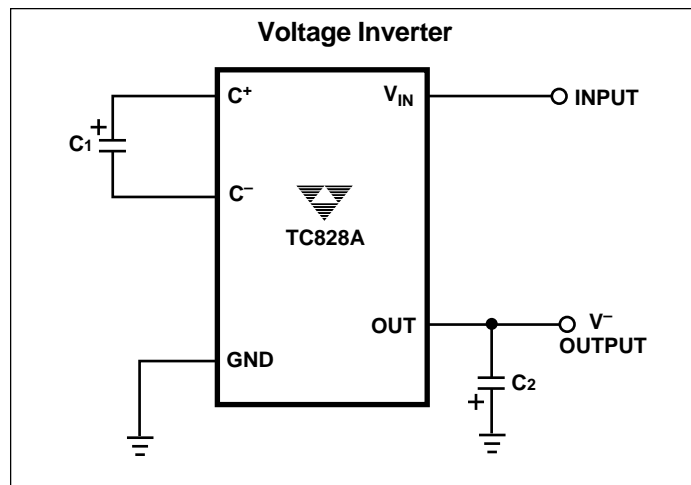 Voltage Inverter
C+
VIN
INPUT
+
C1
C–
TC828A
OUT
V–
OUTPUT
GND
C2
+